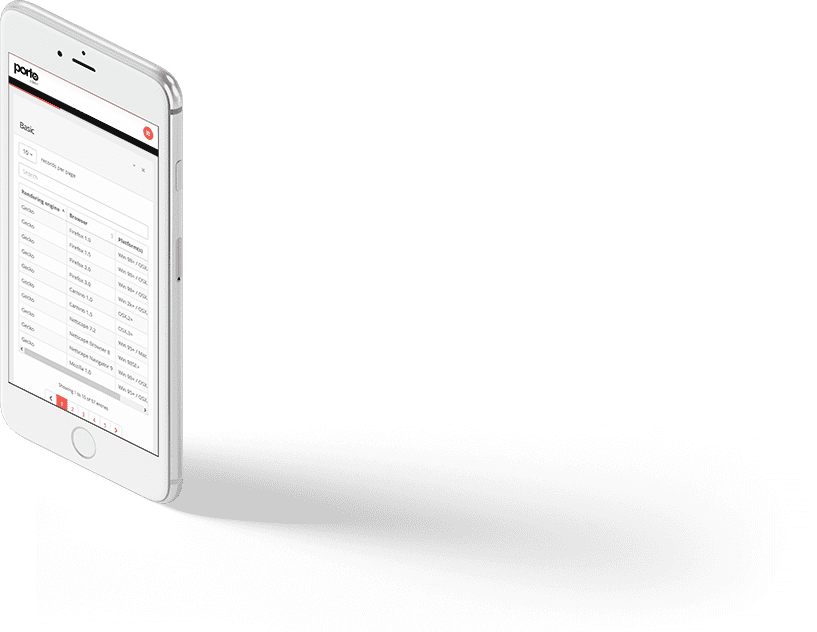 porto
Basic
10 records per page
Search
Rendering engine Browser Platform(s)
Gecko Firefox 1.0 Win 98+ / OSX.
Gecko Firefox 1.5 Win 98+ / OSX.
Gecko Firefox 2.0 Win 98+ / OSX.
Gecko Firefox 3.0 Win 2k+ / OSX.
Gecko Camino 1.0 OSX.2+
Gecko Camino 1.5 OSX.3+
Gecko Netscape 7.2 Win 95+ / Mac
Gecko Netscape Browser 8 Win 98SE+
Gecko Netscape Navigator 9 Win 98+ / OSX.
Gecko Mozilla 1.0 Win 95+ / OSX.
Showing 1 to 10 of 57 entries
1 2 3 4 5